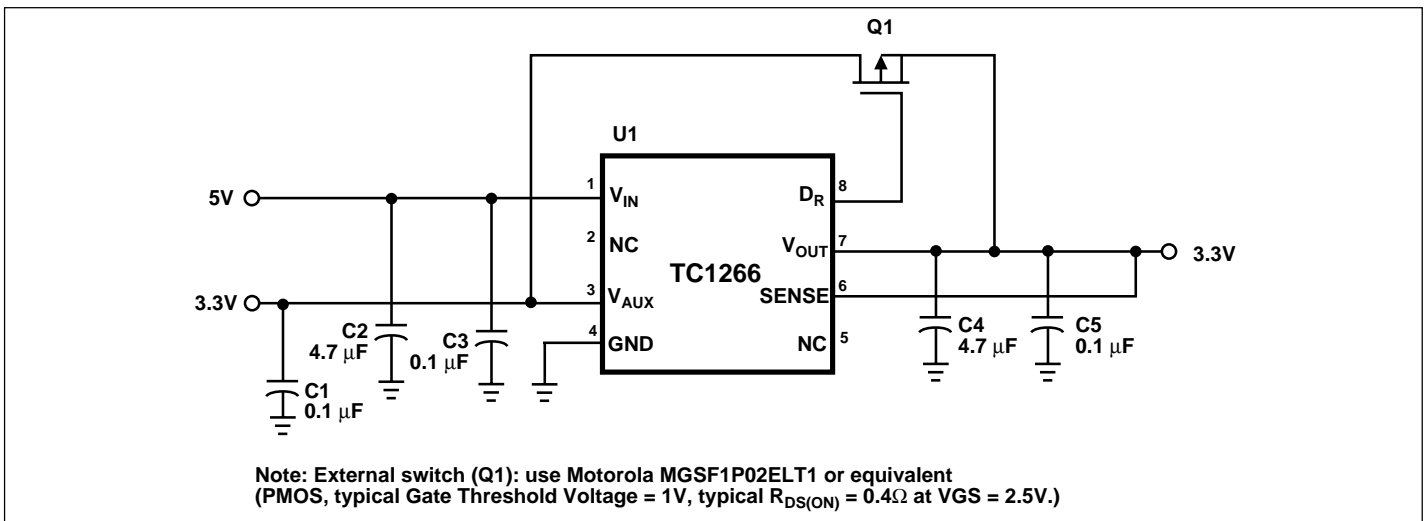 Q1
U1
5V
1
V_IN
D_R
8
2
NC
V_OUT
7
3.3V
TC1266
3.3V
3
V_AUX
SENSE
6
C2
4.7 μF
C3
0.1 μF
4
GND
NC
5
C4
4.7 μF
C5
0.1 μF
C1
0.1 μF
Note: External switch (Q1): use Motorola MGSF1P02ELT1 or equivalent
(PMOS, typical Gate Threshold Voltage = 1V, typical R_DS(ON) = 0.4Ω at VGS = 2.5V.)